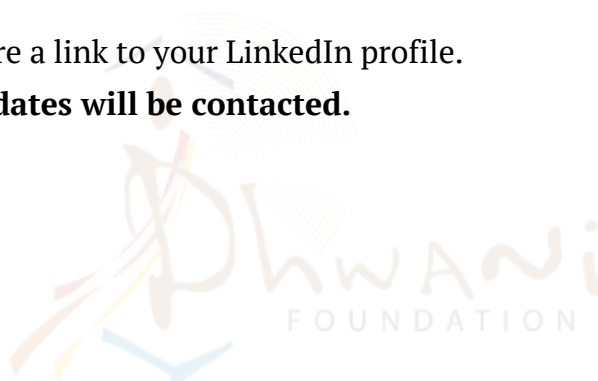 re a link to your LinkedIn profile.
dates will be contacted.
Dhwani
FOUNDATION